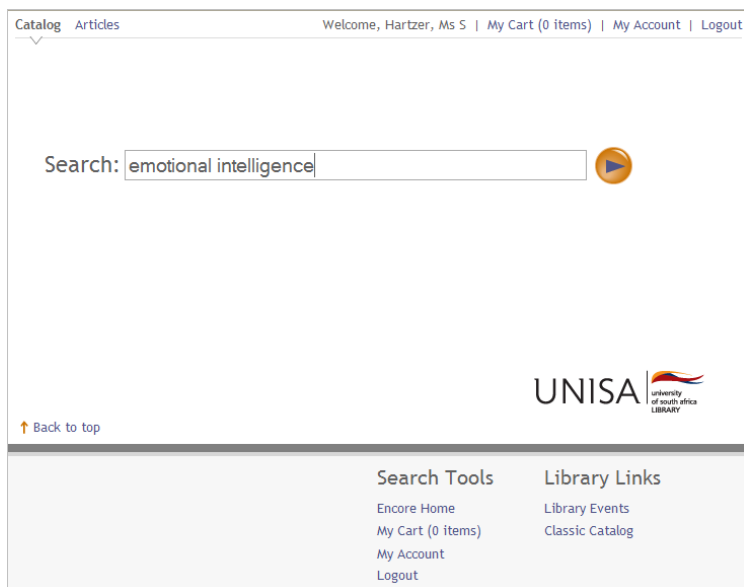 Catalog Articles Welcome, Hartzer, Ms S | My Cart (0 items) | My Account | Logout
Search: emotional intelligence
UNISA university of south africa LIBRARY
Back to top
Search Tools Library Links
Encore Home Library Events
My Cart (0 items) Classic Catalog
My Account
Logout